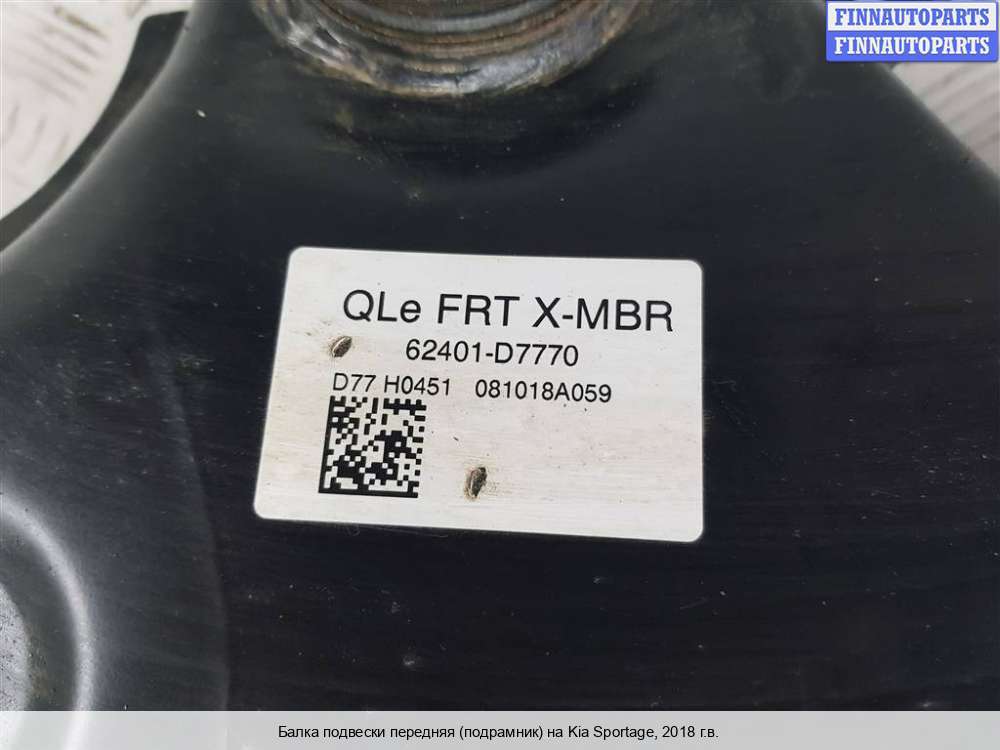 FINNAUTOPARTS
FINNAUTOPARTS
QLe FRT X-MBR
62401-D7770
D77 H0451 081018A059
Балка подвески передняя (подрамник) на Kia Sportage, 2018 г.в.